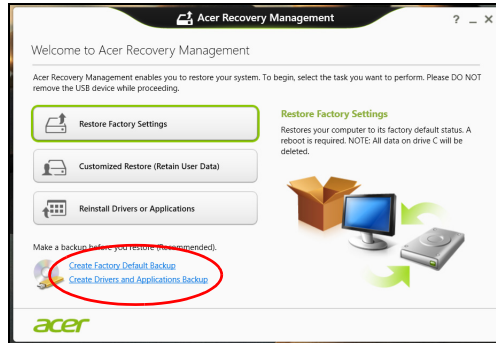 Acer Recovery Management
? _ ×
Welcome to Acer Recovery Management
Acer Recovery Management enables you to restore your system. To begin, select the task you want to perform. Please DO NOT
remove the USB device while proceeding.
Restore Factory Settings
Customized Restore (Retain User Data)
Reinstall Drivers or Applications
Restore Factory Settings
Restores your computer to its factory default status. A
reboot is required. NOTE: All data on drive C will be
deleted.
Make a backup before you restore (Recommended).
Create Factory Default Backup
Create Drivers and Applications Backup
acer